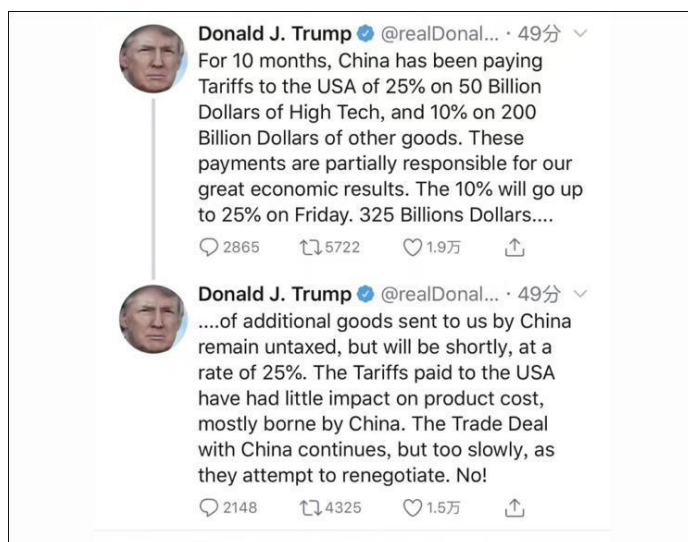 Donald J. Trump @realDonal... · 49分
For 10 months, China has been paying
Tariffs to the USA of 25% on 50 Billion
Dollars of High Tech, and 10% on 200
Billion Dollars of other goods. These
payments are partially responsible for our
great economic results. The 10% will go up
to 25% on Friday. 325 Billions Dollars....
2865 5722 1.9万
Donald J. Trump @realDonal... · 49分
....of additional goods sent to us by China
remain untaxed, but will be shortly, at a
rate of 25%. The Tariffs paid to the USA
have had little impact on product cost,
mostly borne by China. The Trade Deal
with China continues, but too slowly, as
they attempt to renegotiate. No!
2148 4325 1.5万